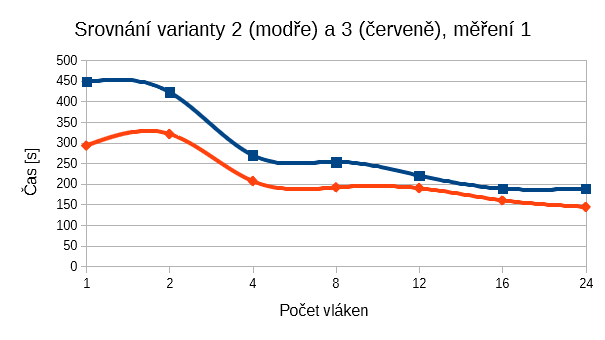 Srovnání varianty 2 (modře) a 3 (červeně), měření 1
500
450
400
350
300
250
200
150
100
50
0
Čas [s]
1 2 4 8 12 16 24
Počet vláken